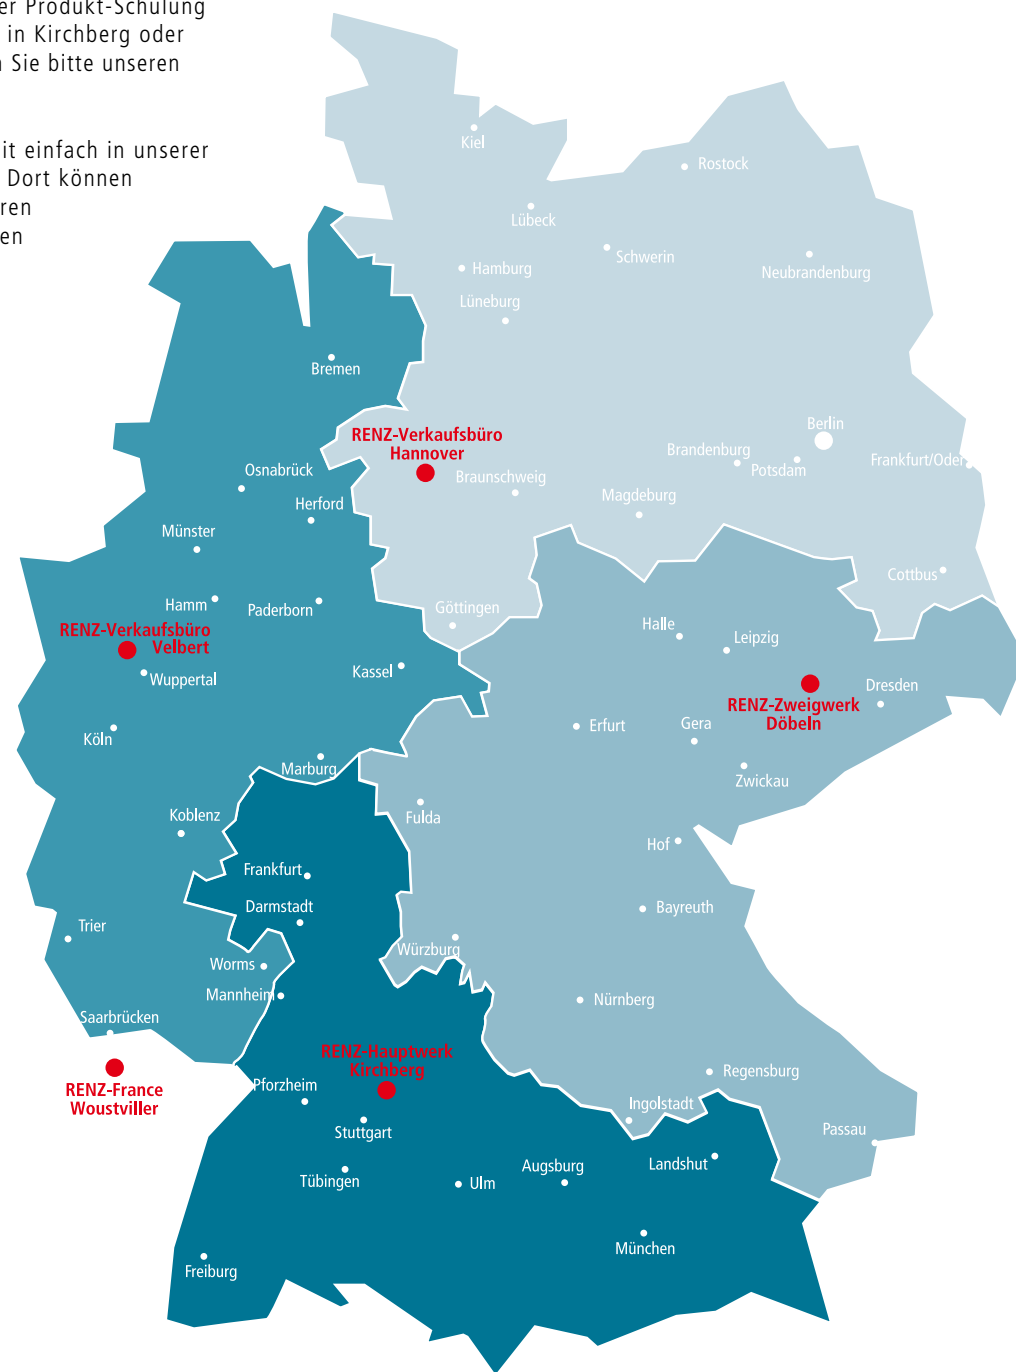 er Produkt-Schulung
in Kirchberg oder
Sie bitte unseren
it einfach in unserer
Dort können
ren
en
Kiel
Rostock
Lübeck
Schwerin
Hamburg
Neubrandenburg
Lüneburg
Bremen
Berlin
RENZ-Verkaufsbüro
Hannover
Brandenburg
Potsdam
Frankfurt/Oder
Osnabrück
Braunschweig
Magdeburg
Herford
Münster
Cottbus
Hamm
Paderborn
Göttingen
Halle
Leipzig
RENZ-Verkaufsbüro
Velbert
Wuppertal
Kassel
Dresden
RENZ-Zweigwerk
Döbeln
Köln
Erfurt
Gera
Marburg
Zwickau
Koblenz
Fulda
Hof
Frankfurt
Darmstadt
Bayreuth
Trier
Würzburg
Worms
Mannheim
Nürnberg
Saarbrücken
RENZ-Hauptwerk
Kirchberg
RENZ-France
Woustviller
Pforzheim
Regensburg
Ingolstadt
Stuttgart
Passau
Tübingen
Ulm
Augsburg
Landshut
München
Freiburg